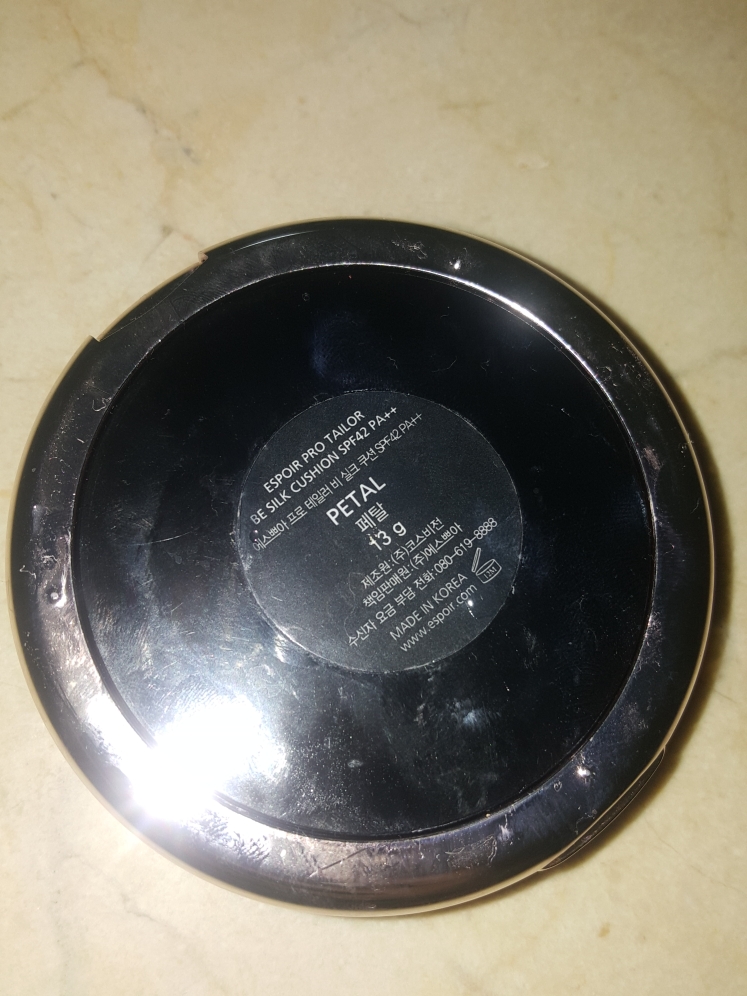 ESPOIR PRO TAILOR
BE SILK CUSHION SPF42 PA++
에스쁘아 프로 테일러 비 실크 쿠션 SPF42 PA++
PETAL
페탈
13 g
제조원:(주)코스비전
책임판매원:(주)에스쁘아
수신자 요금 부담 전화:080-619-8888
MADE IN KOREA
www.espoir.com